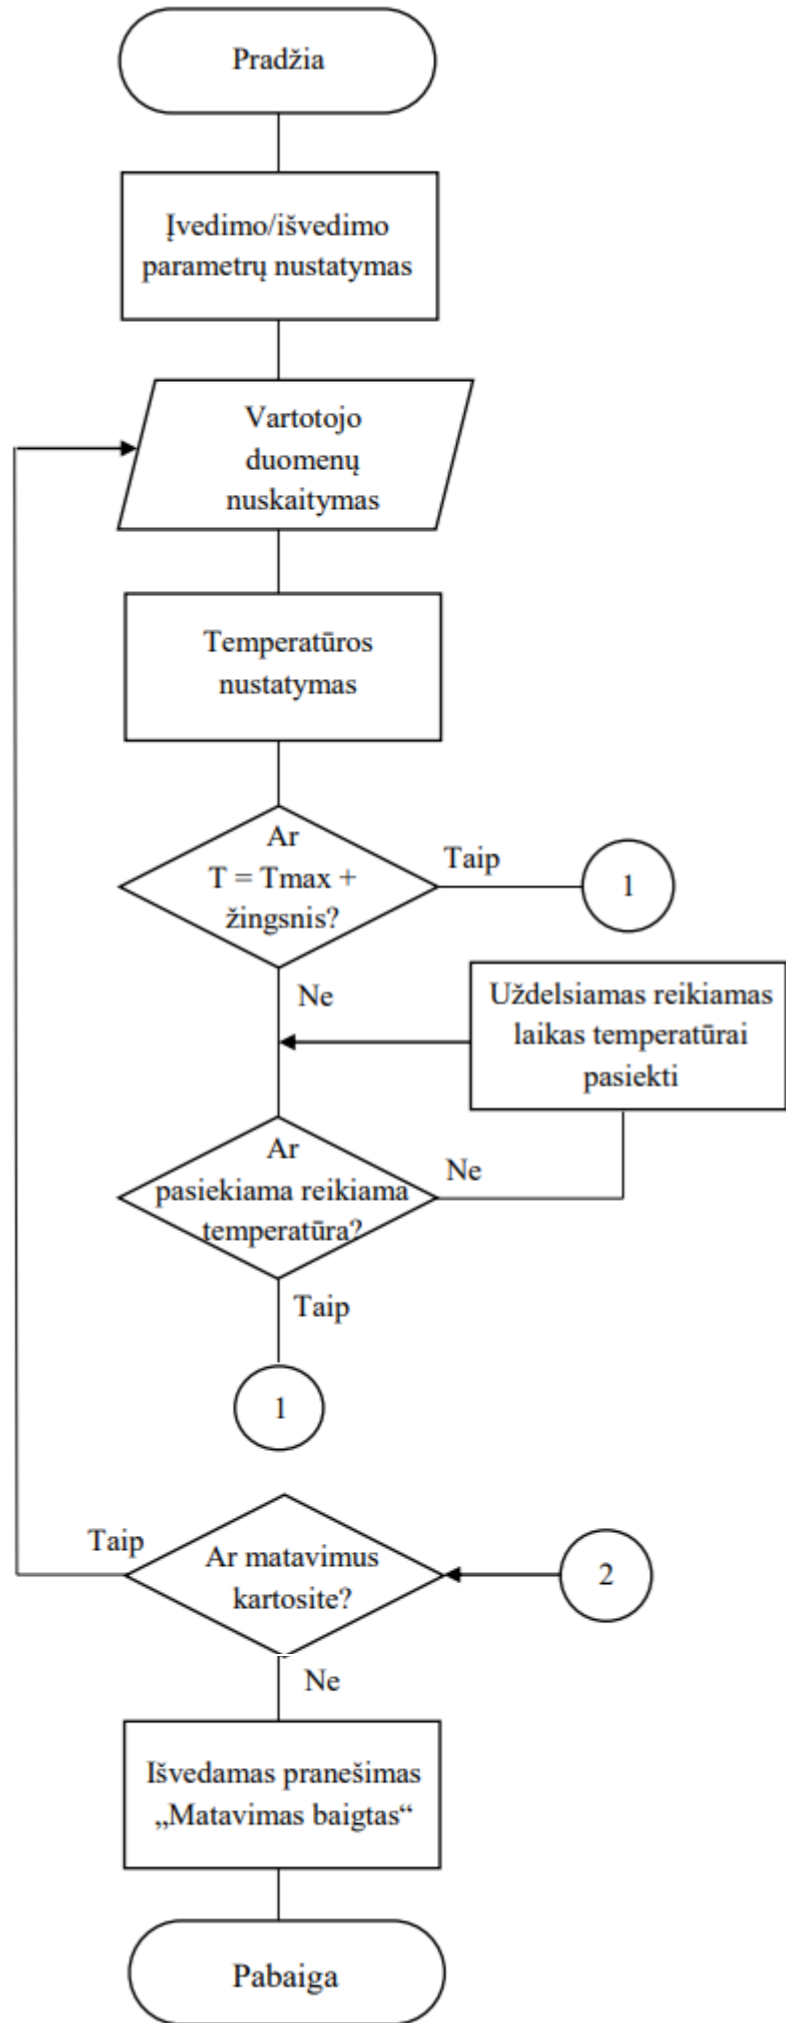 Pradžia
Įvedimo/išvedimo
parametrų nustatymas
Vartotojo
duomenų
nuskaitymas
Temperatūros
nustatymas
Ar
T = Tmax +
žingsnis?
Taip
1
Ne
Uždelsiamas reikiamas
laikas temperatūrai
pasiekti
Ar
pasiekiama reikiama
temperatūra?
Ne
Taip
1
Taip
Ar matavimus
kartosite?
2
Ne
Išvedamas pranešimas
„Matavimas baigtas“
Pabaiga